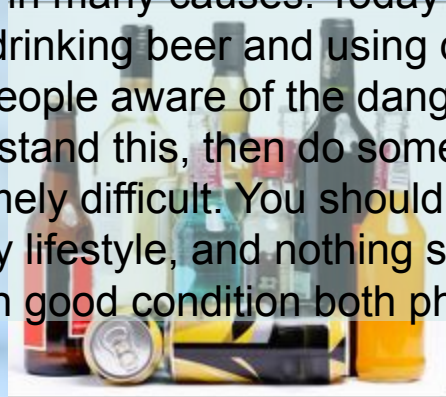 in many causes. Today
drinking beer and using
eople aware of the dang
stand this, then do some
nely difficult. You should
y lifestyle, and nothing s
n good condition both ph